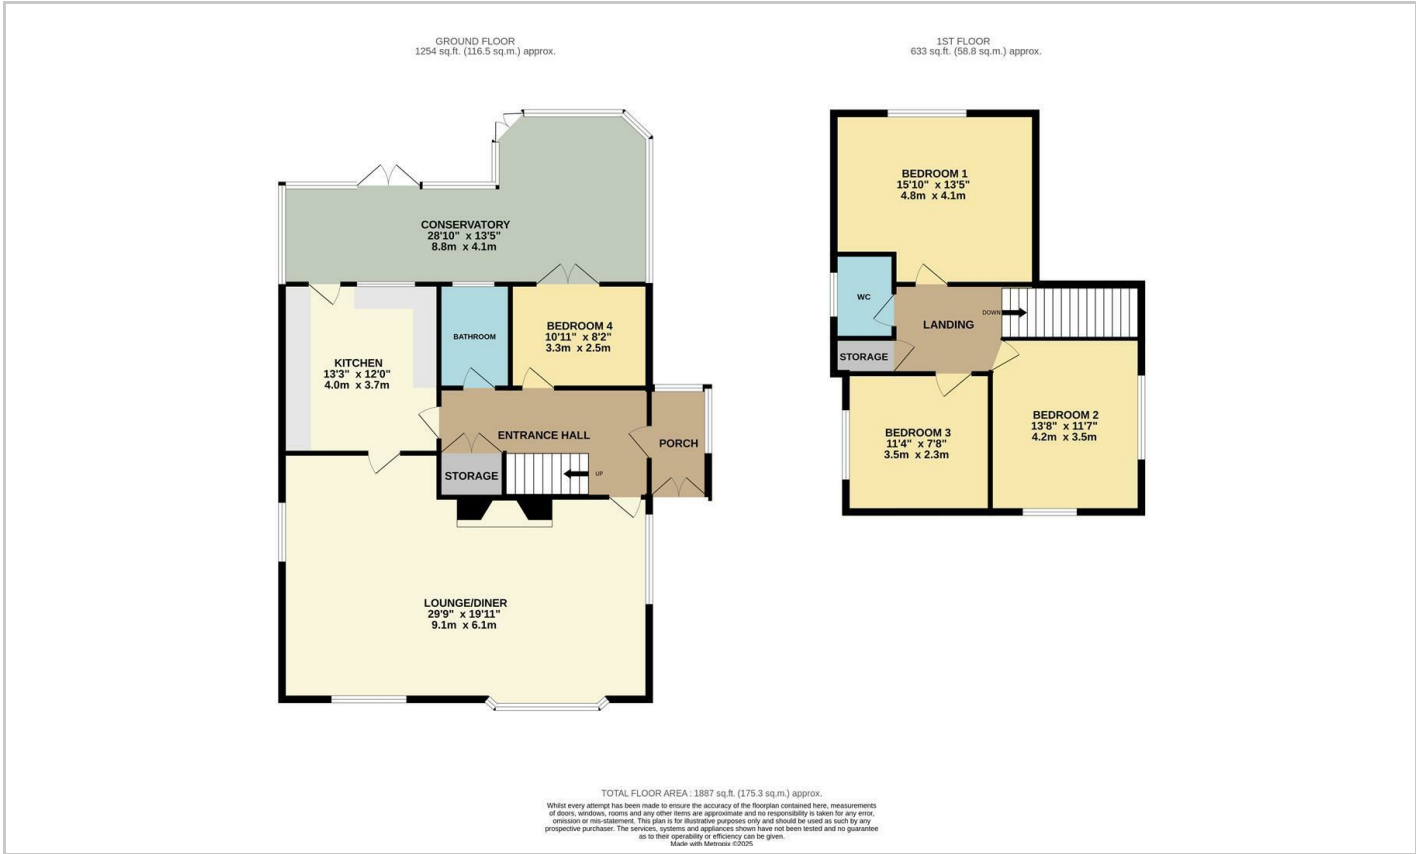 GROUND FLOOR
1254 sq.ft. (116.5 sq.m.) approx.
CONSERVATORY
28'10" x 13'5"
8.8m x 4.1m
KITCHEN
13'3" x 12'0"
4.0m x 3.7m
BATHROOM
BEDROOM 4
10'11" x 8'2"
3.3m x 2.5m
ENTRANCE HALL
PORCH
STORAGE
UP
LOUNGE/DINER
29'9" x 19'11"
9.1m x 6.1m
1ST FLOOR
633 sq.ft. (58.8 sq.m.) approx.
BEDROOM 1
15'10" x 13'5"
4.8m x 4.1m
WC
DOWN
LANDING
STORAGE
BEDROOM 3
11'4" x 7'8"
3.5m x 2.3m
BEDROOM 2
13'8" x 11'7"
4.2m x 3.5m
TOTAL FLOOR AREA : 1887 sq.ft. (175.3 sq.m.) approx.
Whilst every attempt has been made to ensure the accuracy of the floorplan contained here, measurements
of doors, windows, rooms and any other items are approximate and no responsibility is taken for any error,
omission or mis-statement. This plan is for illustrative purposes only and should be used as such by any
prospective purchaser. The services, systems and appliances shown have not been tested and no guarantee
as to their operability or efficiency can be given.
Made with Metropix ©2025